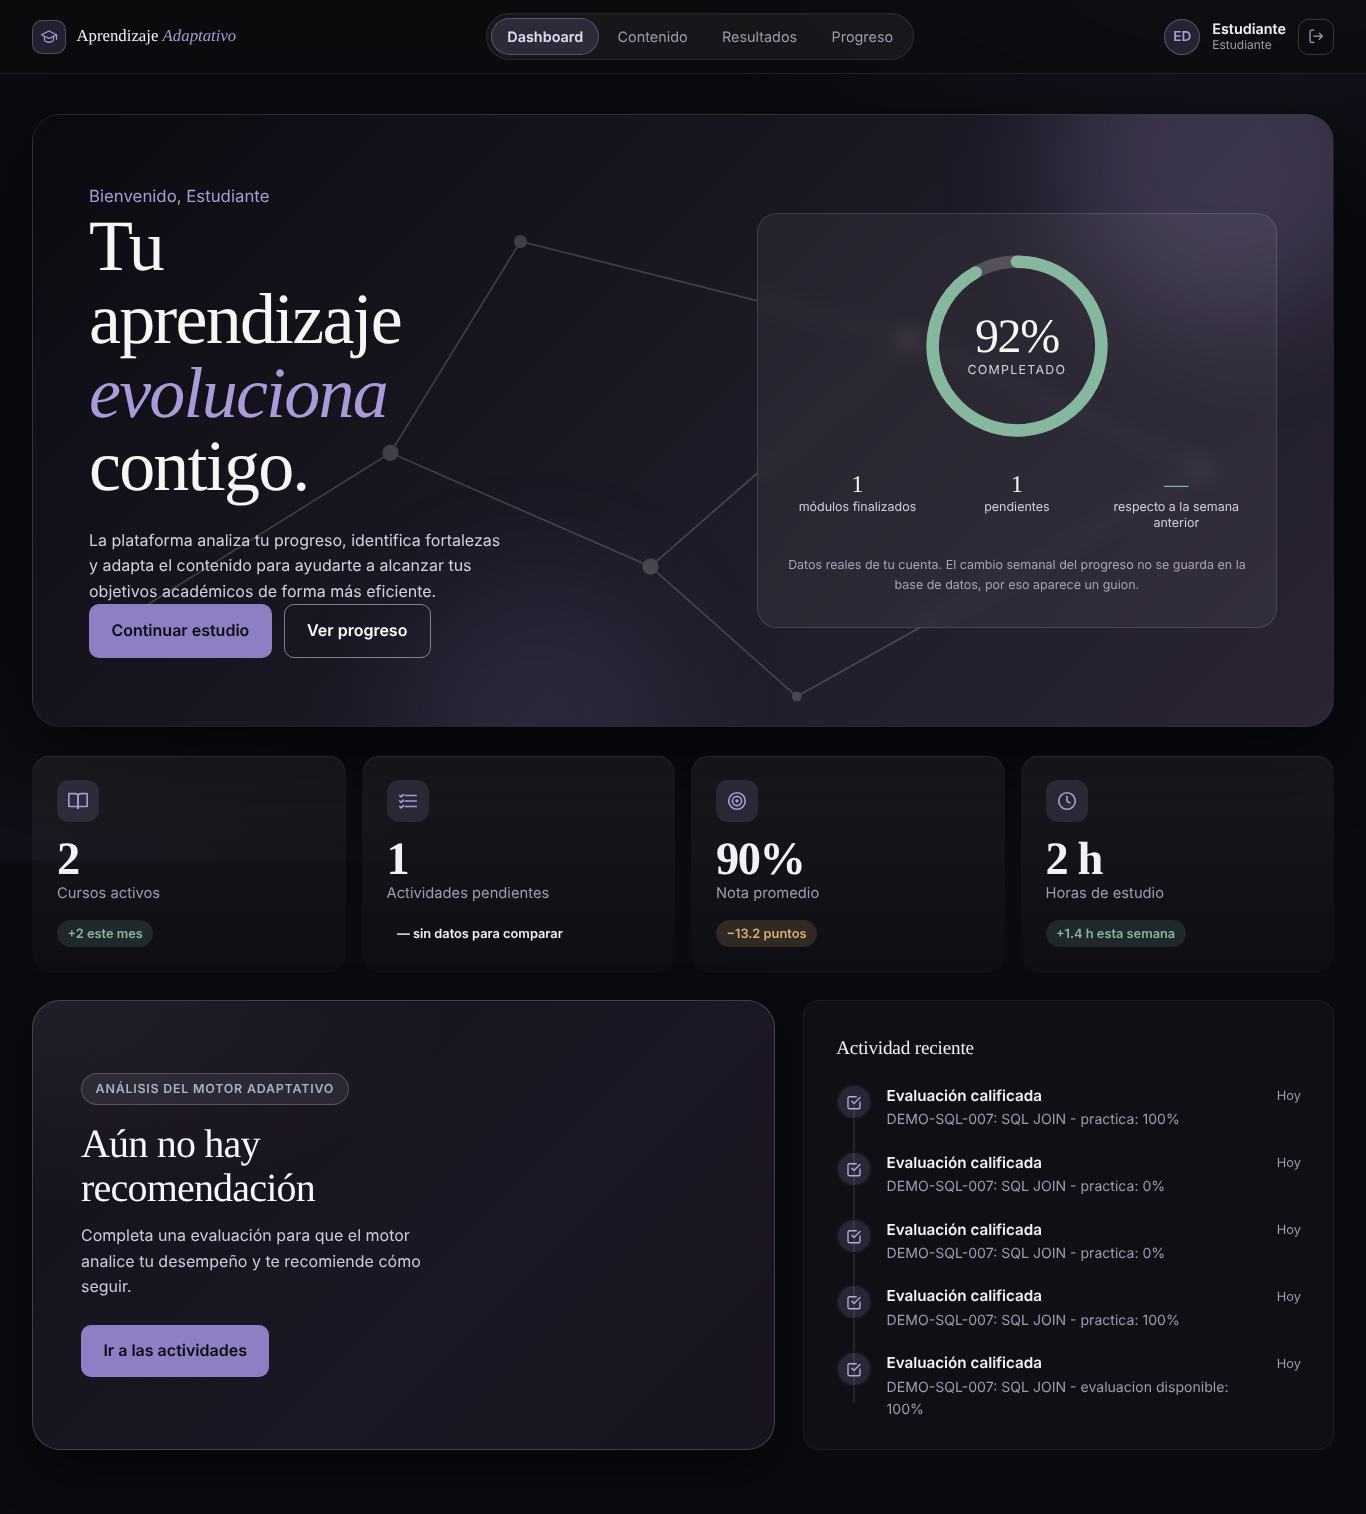 Aprendizaje Adaptativo
Dashboard
Contenido
Resultados
Progreso
ED
Estudiante
Estudiante
Bienvenido, Estudiante
Tu
aprendizaje
evoluciona
contigo.
La plataforma analiza tu progreso, identifica fortalezas
y adapta el contenido para ayudarte a alcanzar tus
objetivos académicos de forma más eficiente.
Continuar estudio
Ver progreso
92%
COMPLETADO
1
módulos finalizados
1
pendientes
—
respecto a la semana
anterior
Datos reales de tu cuenta. El cambio semanal del progreso no se guarda en la
base de datos, por eso aparece un guion.
2
Cursos activos
+2 este mes
1
Actividades pendientes
— sin datos para comparar
90%
Nota promedio
−13.2 puntos
2 h
Horas de estudio
+1.4 h esta semana
ANÁLISIS DEL MOTOR ADAPTATIVO
Aún no hay
recomendación
Completa una evaluación para que el motor
analice tu desempeño y te recomiende cómo
seguir.
Ir a las actividades
Actividad reciente
Evaluación calificada
Hoy
DEMO-SQL-007: SQL JOIN - practica: 100%
Evaluación calificada
Hoy
DEMO-SQL-007: SQL JOIN - practica: 0%
Evaluación calificada
Hoy
DEMO-SQL-007: SQL JOIN - practica: 0%
Evaluación calificada
Hoy
DEMO-SQL-007: SQL JOIN - practica: 100%
Evaluación calificada
Hoy
DEMO-SQL-007: SQL JOIN - evaluacion disponible:
100%